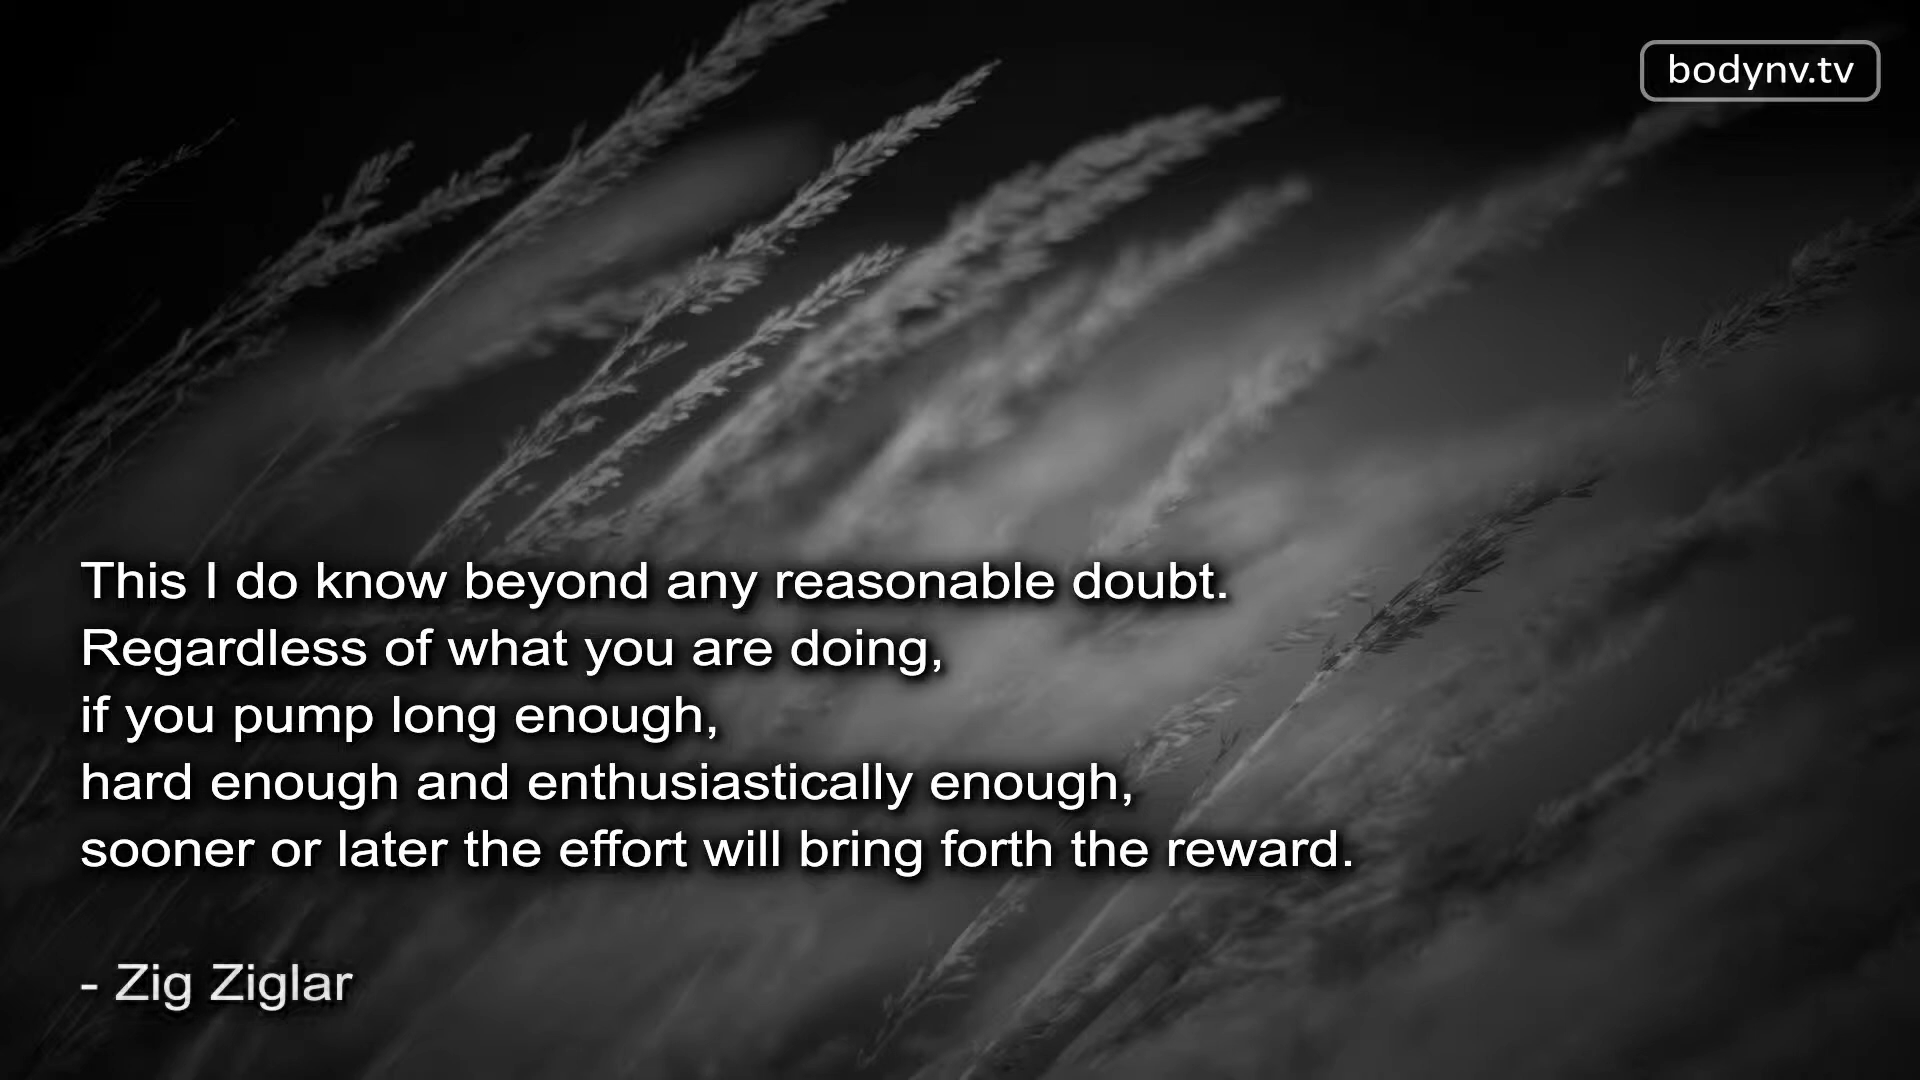 bodynv.tv
This I do know beyond any reasonable doubt.
Regardless of what you are doing,
if you pump long enough,
hard enough and enthusiastically enough,
sooner or later the effort will bring forth the reward.
- Zig Ziglar